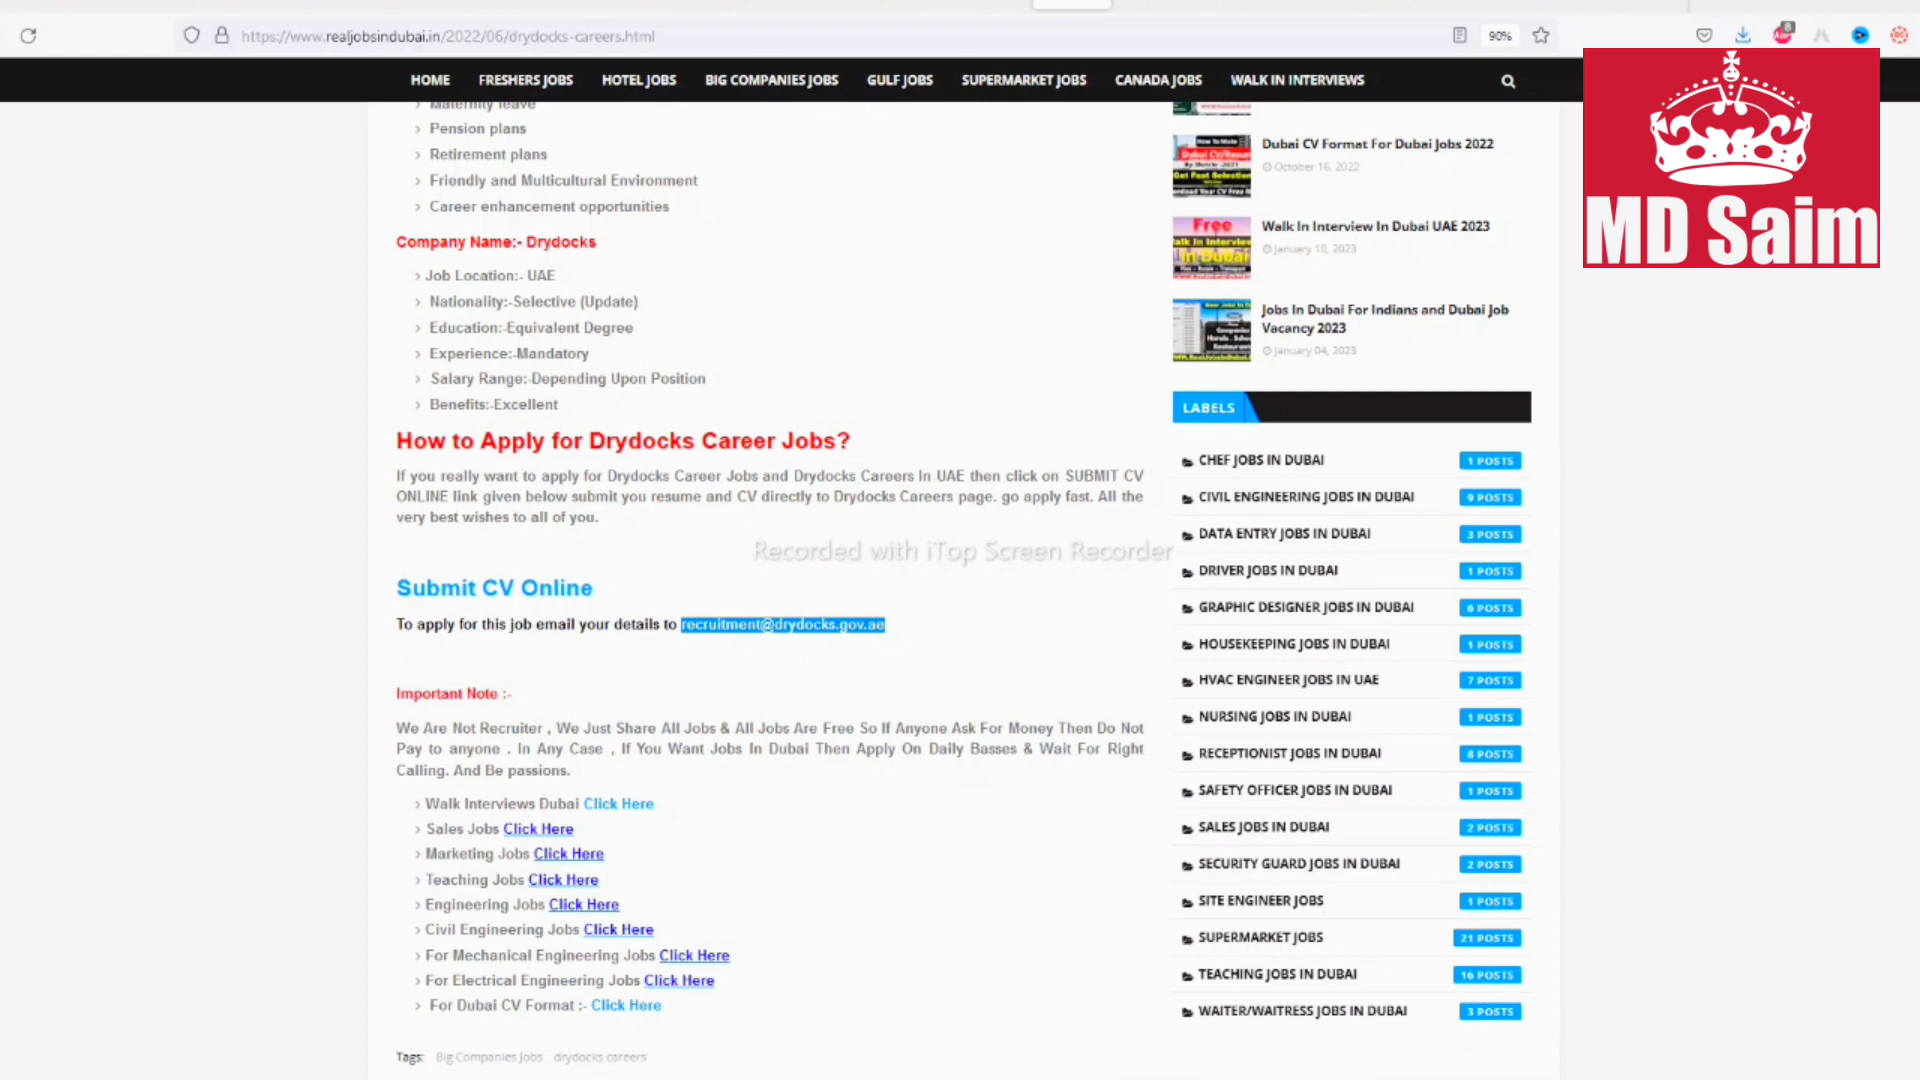 https://www.realjobsindubai.in/2022/06/drydocks-careers.html
90%
HOME FRESHERS JOBS HOTEL JOBS BIG COMPANIES JOBS GULF JOBS SUPERMARKET JOBS CANADA JOBS WALK IN INTERVIEWS
MD Saim
Maternity leave
Pension plans
Retirement plans
Friendly and Multicultural Environment
Career enhancement opportunities
Company Name:- Drydocks
Job Location:- UAE
Nationality:-Selective (Update)
Education:-Equivalent Degree
Experience:-Mandatory
Salary Range:-Depending Upon Position
Benefits:-Excellent
How to Apply for Drydocks Career Jobs?
If you really want to apply for Drydocks Career Jobs and Drydocks Careers In UAE then click on SUBMIT CV
ONLINE link given below submit you resume and CV directly to Drydocks Careers page. go apply fast. All the
very best wishes to all of you.
Recorded with iTop Screen Recorder
Submit CV Online
To apply for this job email your details to recruitment@drydocks.gov.ae
Important Note :-
We Are Not Recruiter , We Just Share All Jobs & All Jobs Are Free So If Anyone Ask For Money Then Do Not
Pay to anyone . In Any Case , If You Want Jobs In Dubai Then Apply On Daily Basses & Wait For Right
Calling. And Be passions.
Walk Interviews Dubai Click Here
Sales Jobs Click Here
Marketing Jobs Click Here
Teaching Jobs Click Here
Engineering Jobs Click Here
Civil Engineering Jobs Click Here
For Mechanical Engineering Jobs Click Here
For Electrical Engineering Jobs Click Here
For Dubai CV Format :- Click Here
Tags: Big Companies Jobs drydocks careers
Dubai CV Format For Dubai Jobs 2022
October 16, 2022
Walk In Interview In Dubai UAE 2023
January 10, 2023
Jobs In Dubai For Indians and Dubai Job
Vacancy 2023
January 04, 2023
LABELS
CHEF JOBS IN DUBAI 1 POSTS
CIVIL ENGINEERING JOBS IN DUBAI 9 POSTS
DATA ENTRY JOBS IN DUBAI 3 POSTS
DRIVER JOBS IN DUBAI 1 POSTS
GRAPHIC DESIGNER JOBS IN DUBAI 6 POSTS
HOUSEKEEPING JOBS IN DUBAI 1 POSTS
HVAC ENGINEER JOBS IN UAE 7 POSTS
NURSING JOBS IN DUBAI 1 POSTS
RECEPTIONIST JOBS IN DUBAI 8 POSTS
SAFETY OFFICER JOBS IN DUBAI 1 POSTS
SALES JOBS IN DUBAI 2 POSTS
SECURITY GUARD JOBS IN DUBAI 2 POSTS
SITE ENGINEER JOBS 1 POSTS
SUPERMARKET JOBS 21 POSTS
TEACHING JOBS IN DUBAI 16 POSTS
WAITER/WAITRESS JOBS IN DUBAI 3 POSTS